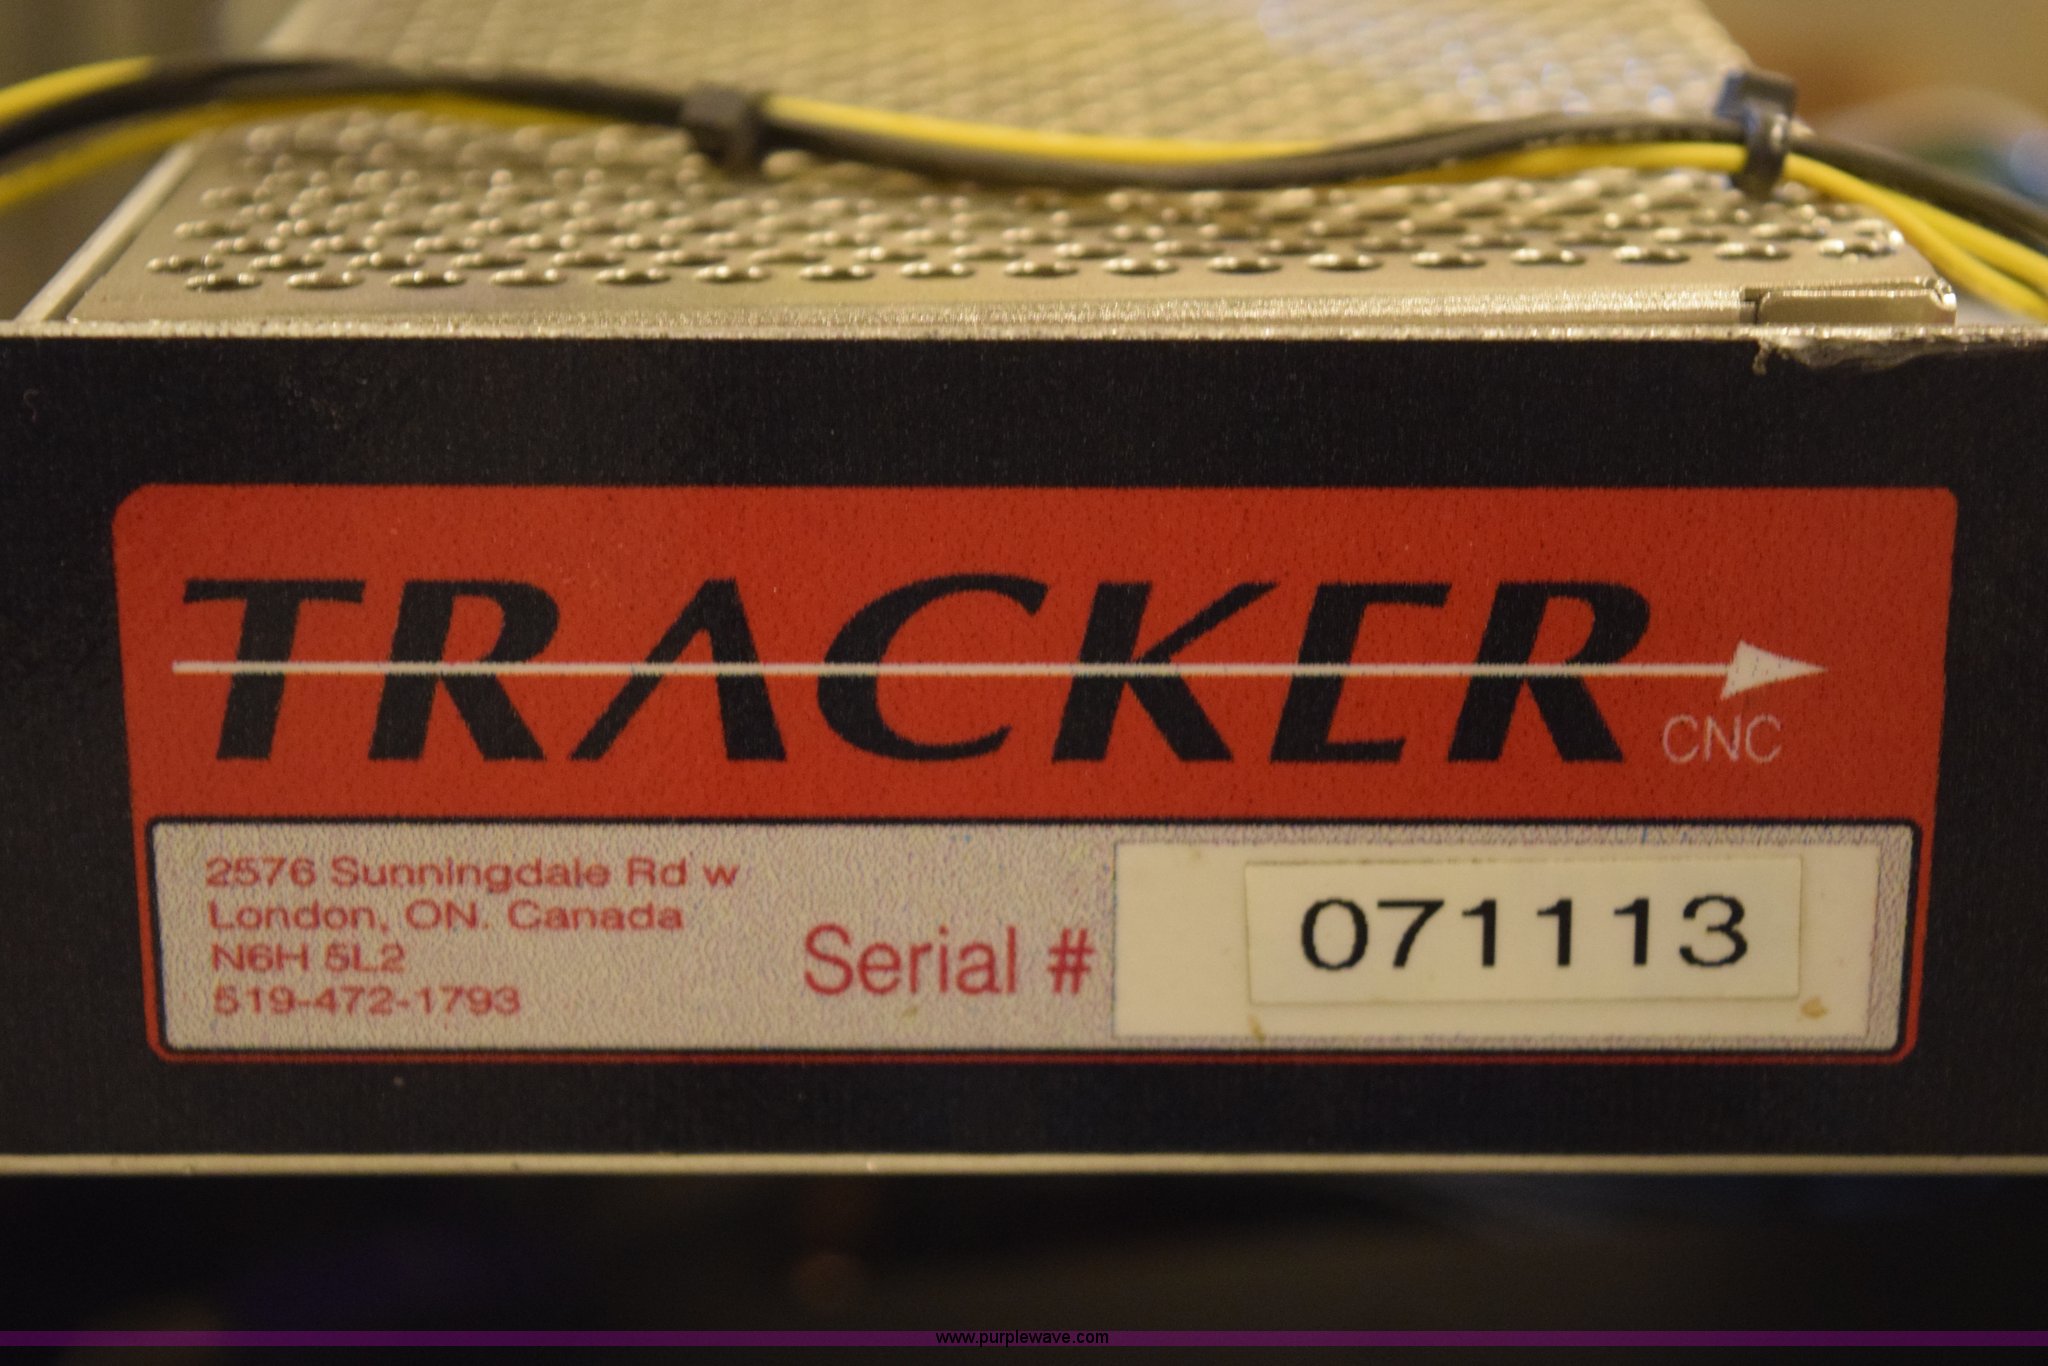 TRACKER
CNC
2576 Sunningdale Rd w
London, ON. Canada
N6H 5L2
519-472-1793
Serial #
071113
www.purplewave.com